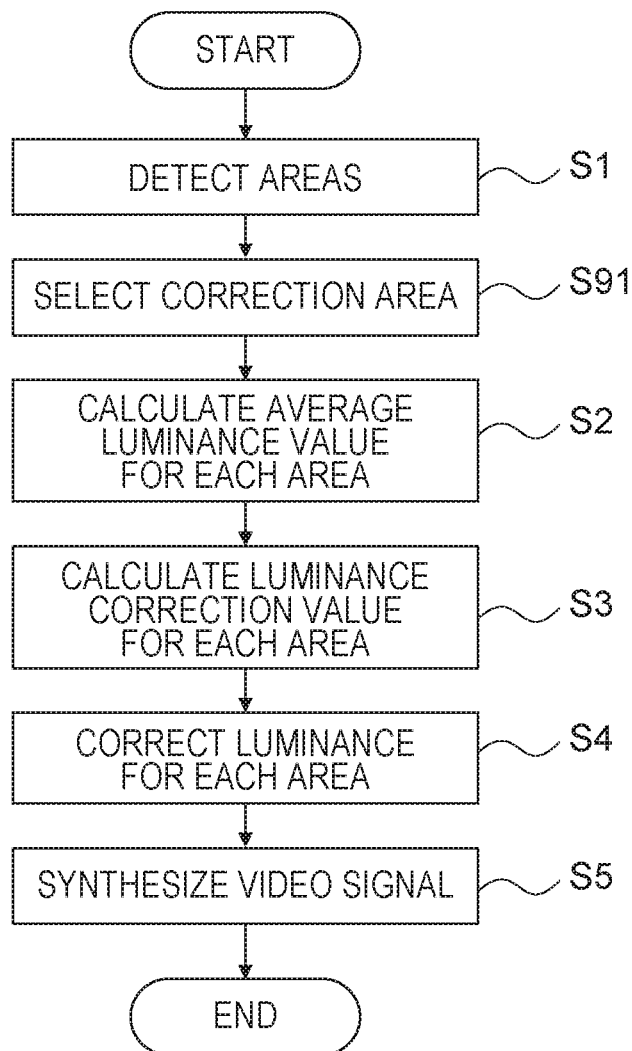 START
DETECT AREAS
S1
SELECT CORRECTION AREA
S91
CALCULATE AVERAGE
LUMINANCE VALUE
FOR EACH AREA
S2
CALCULATE LUMINANCE
CORRECTION VALUE
FOR EACH AREA
S3
CORRECT LUMINANCE
FOR EACH AREA
S4
SYNTHESIZE VIDEO SIGNAL
S5
END